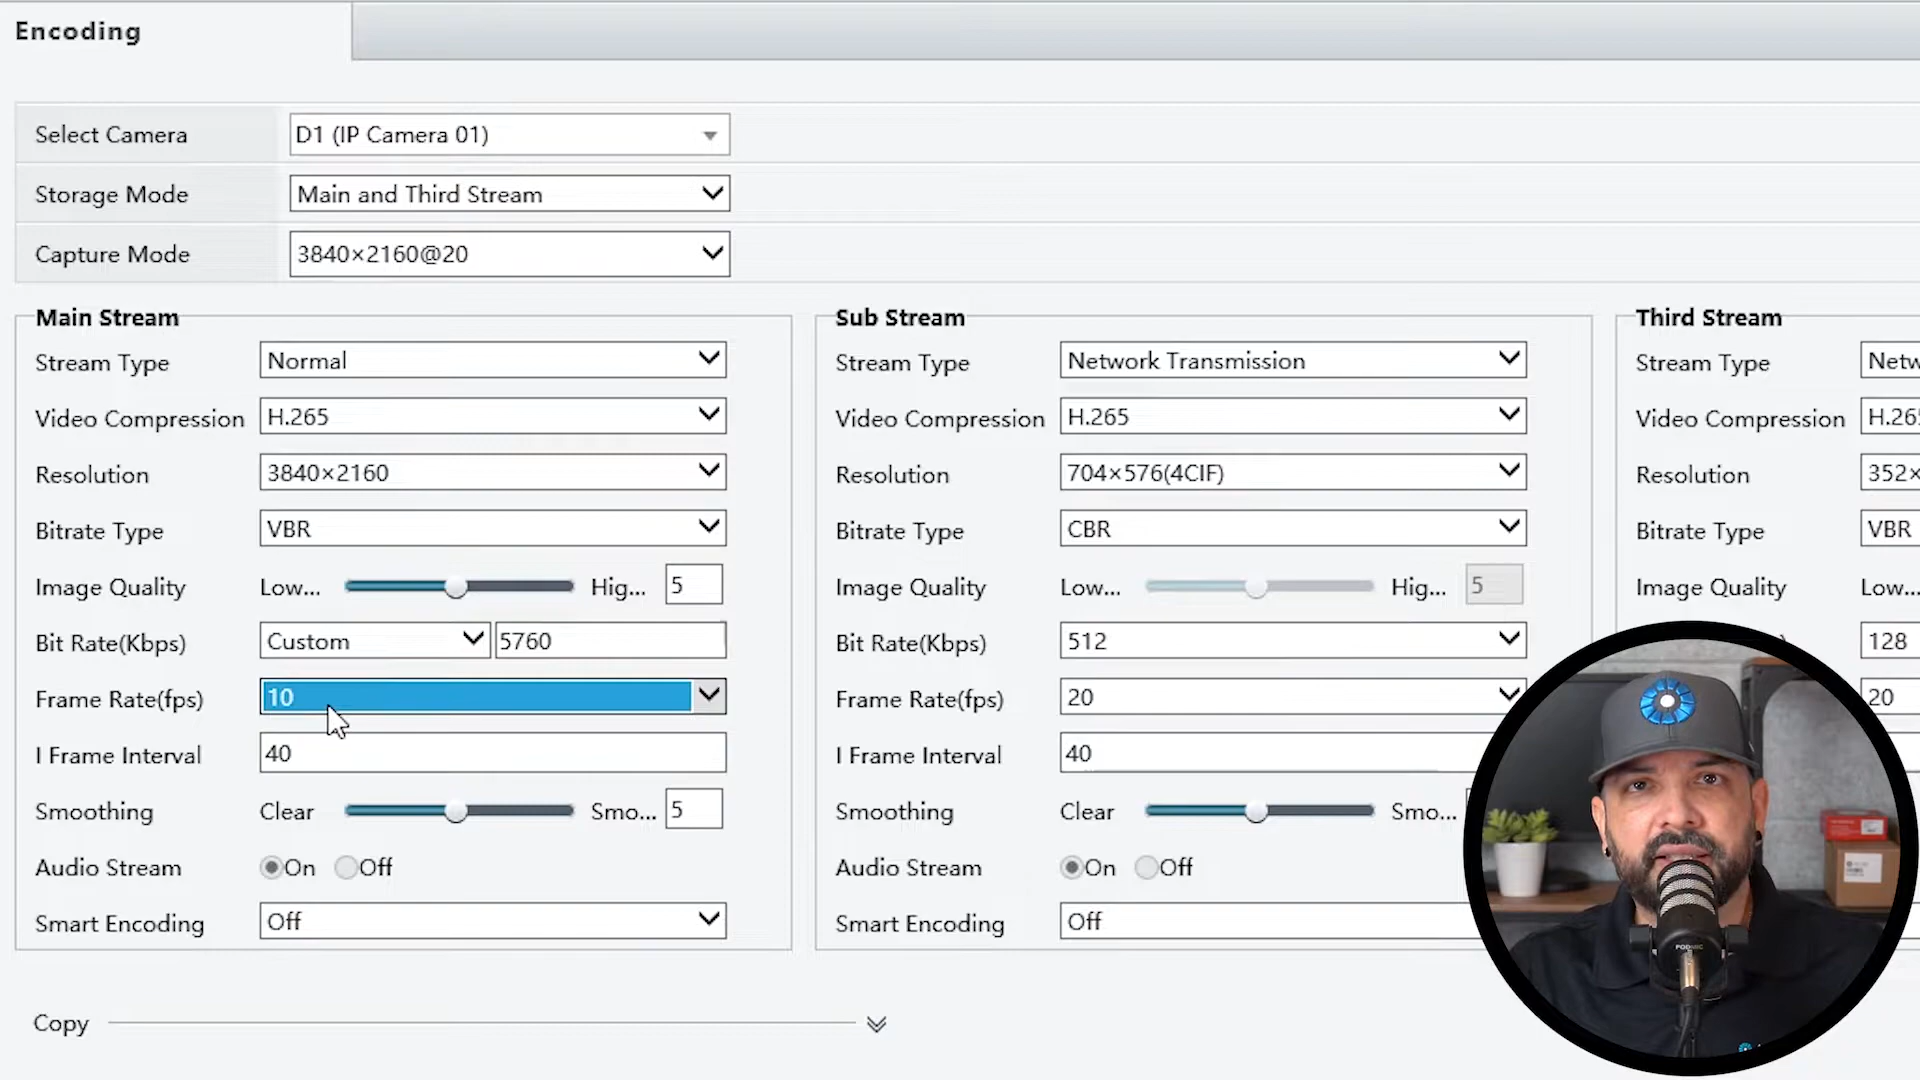 Encoding
Select Camera D1 (IP Camera 01)
Storage Mode Main and Third Stream
Capture Mode 3840×2160@20
Main Stream
Stream Type Normal
Video Compression H.265
Resolution 3840×2160
Bitrate Type VBR
Image Quality Low... Hig... 5
Bit Rate(Kbps) Custom 5760
Frame Rate(fps) 10
I Frame Interval 40
Smoothing Clear Smo... 5
Audio Stream On Off
Smart Encoding Off
Sub Stream
Stream Type Network Transmission
Video Compression H.265
Resolution 704×576(4CIF)
Bitrate Type CBR
Image Quality Low... Hig... 5
Bit Rate(Kbps) 512
Frame Rate(fps) 20
I Frame Interval 40
Smoothing Clear Smo...
Audio Stream On Off
Smart Encoding Off
Third Stream
Stream Type Netw
Video Compression H.265
Resolution 352×
Bitrate Type VBR
Image Quality Low...
128
20
Copy
PODMIC